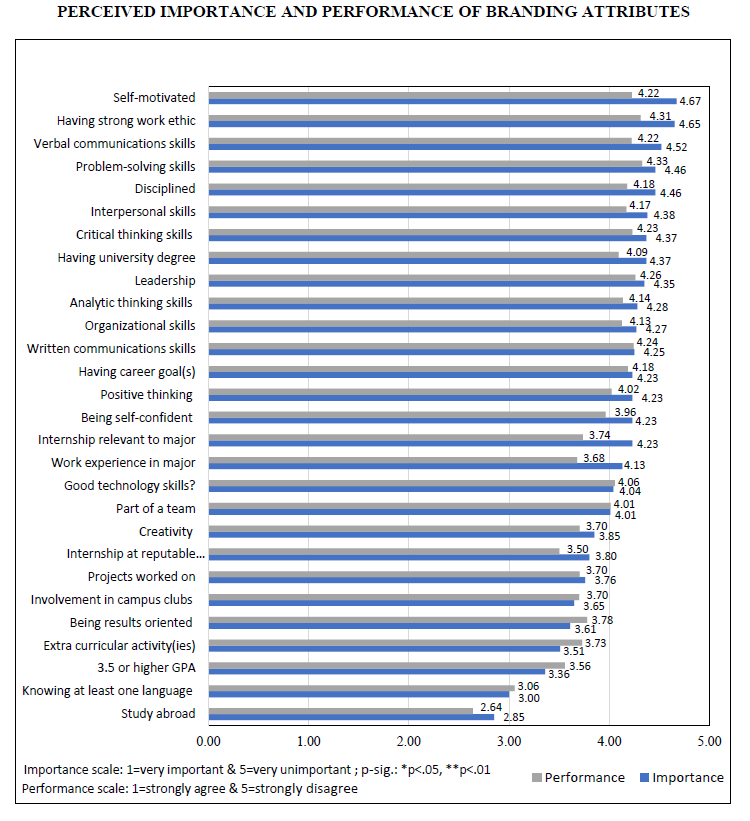 PERCEIVED IMPORTANCE AND PERFORMANCE OF BRANDING ATTRIBUTES
Self-motivated 4.22 4.67
Having strong work ethic 4.31 4.65
Verbal communications skills 4.22 4.52
Problem-solving skills 4.33 4.46
Disciplined 4.18 4.46
Interpersonal skills 4.17 4.38
Critical thinking skills 4.23 4.37
Having university degree 4.09 4.37
Leadership 4.26 4.35
Analytic thinking skills 4.14 4.28
Organizational skills 4.13 4.27
Written communications skills 4.24 4.25
Having career goal(s) 4.18 4.23
Positive thinking 4.02 4.23
Being self-confident 3.96 4.23
Internship relevant to major 3.74 4.23
Work experience in major 3.68 4.13
Good technology skills? 4.06 4.04
Part of a team 4.01 4.01
Creativity 3.70 3.85
Internship at reputable... 3.50 3.80
Projects worked on 3.70 3.76
Involvement in campus clubs 3.70 3.65
Being results oriented 3.78 3.61
Extra curricular activity(ies) 3.73 3.51
3.5 or higher GPA 3.56 3.36
Knowing at least one language 3.06 3.00
Study abroad 2.64 2.85
0.00 1.00 2.00 3.00 4.00 5.00
Importance scale: 1=very important & 5=very unimportant ; p-sig.: *p<.05, **p<.01
Performance Importance
Performance scale: 1=strongly agree & 5=strongly disagree